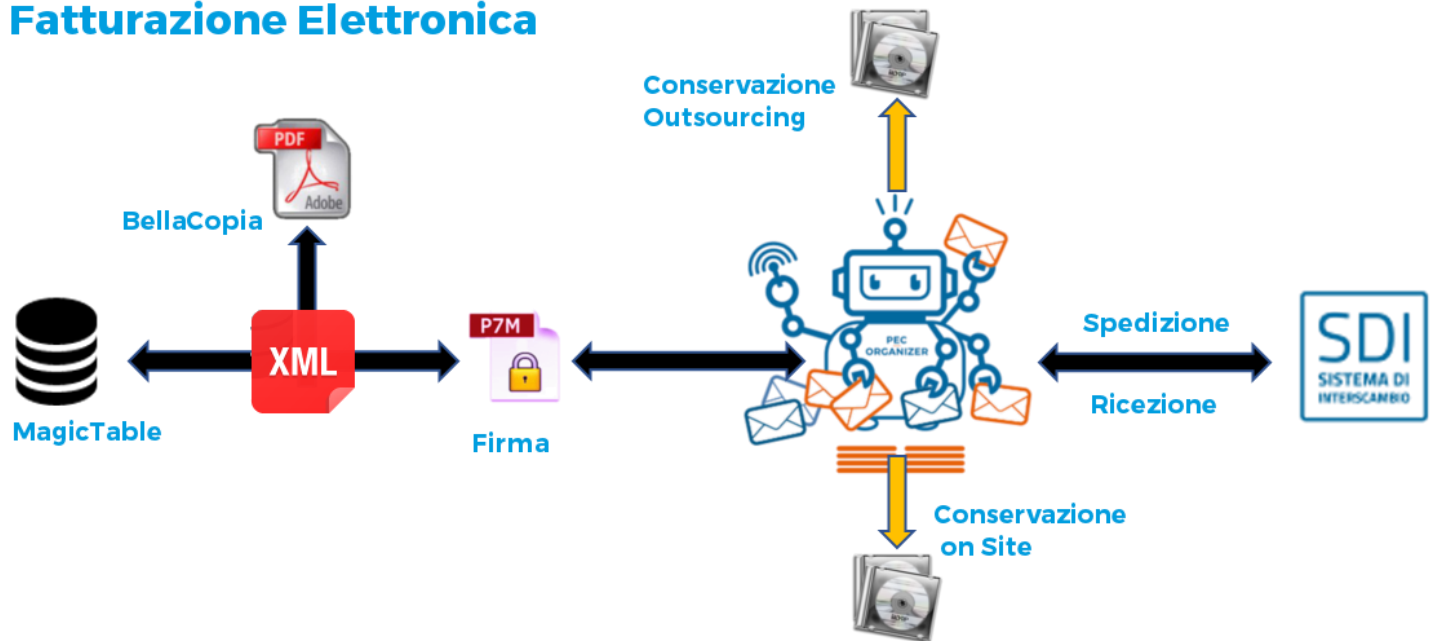 Fatturazione Elettronica
Conservazione
Outsourcing
PDF
Adobe
BellaCopia
XML
MagicTable
P7M
Firma
PEC
ORGANIZER
Spedizione
Ricezione
SDI
SISTEMA DI
INTERSCAMBIO
Conservazione
on Site